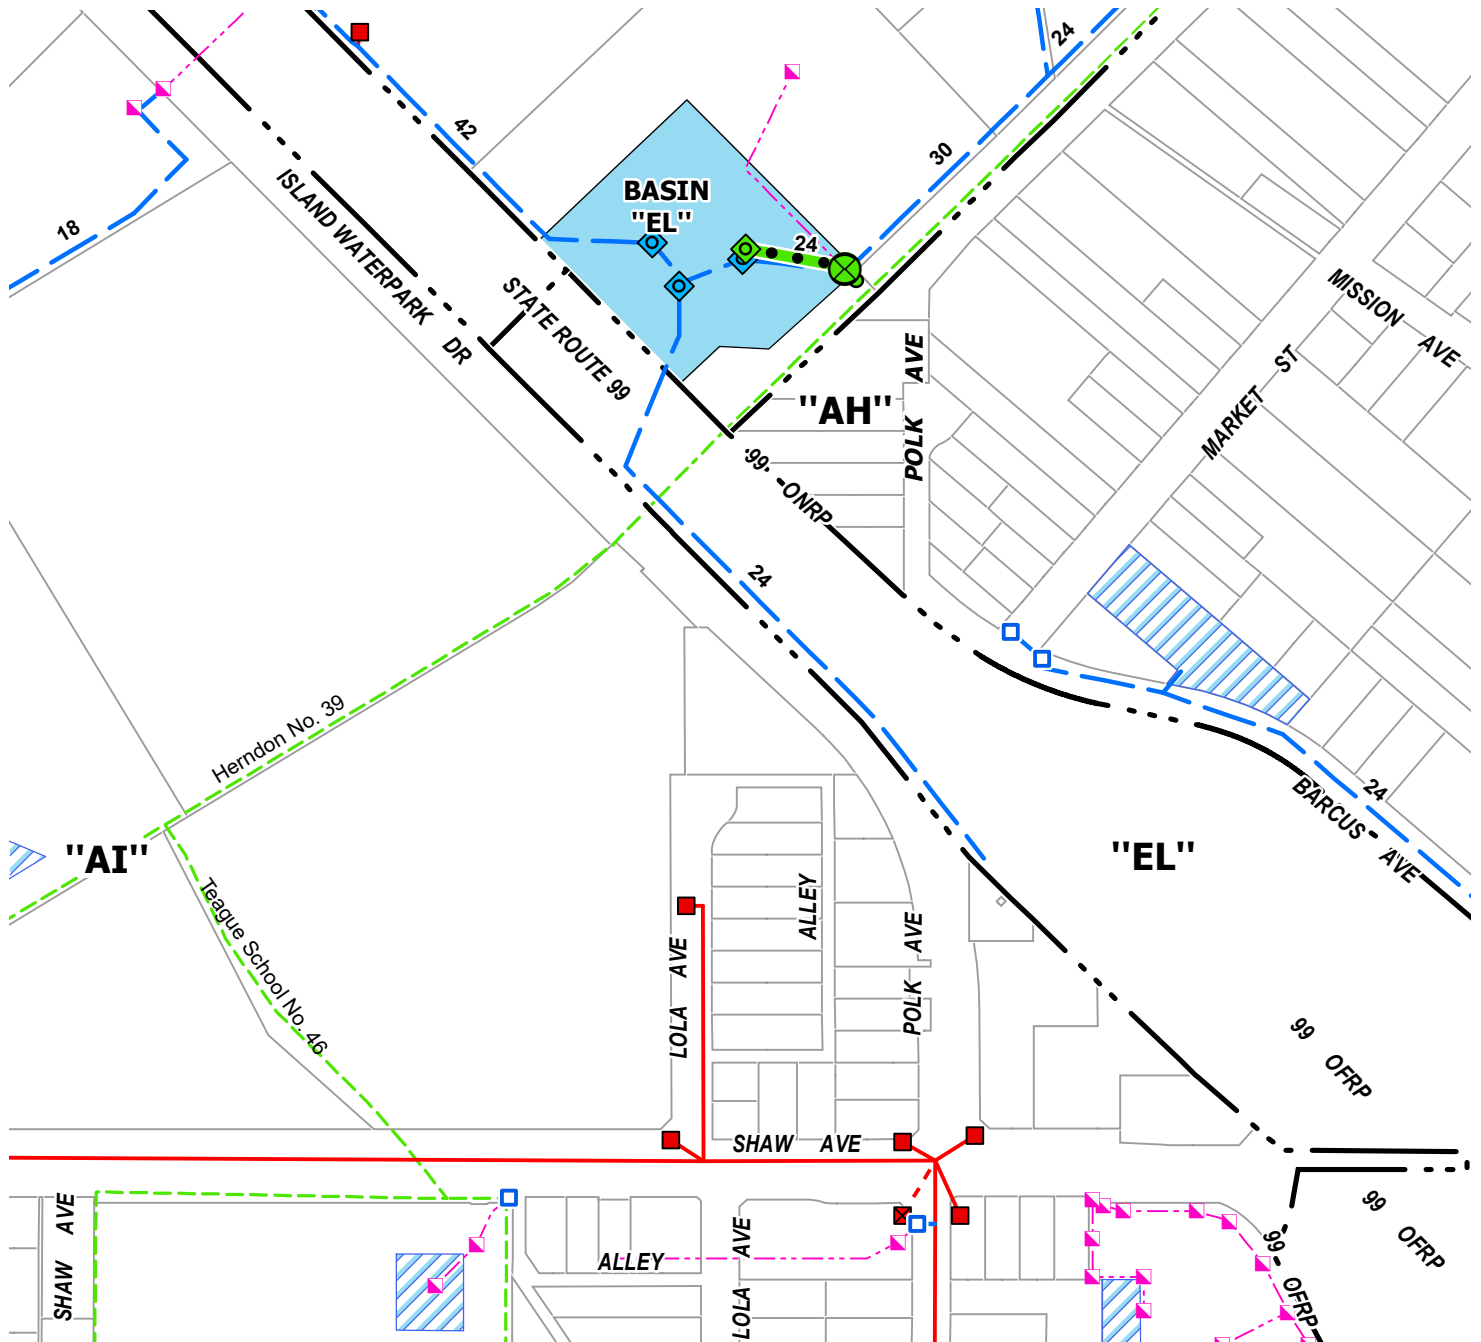 24
42
30
BASIN
"EL"
24
18
ISLAND WATERPARK DR
STATE ROUTE 99
MISSION AVE
MARKET ST
POLK AVE
"AH"
99 ONRP
24
Herndon No. 39
24
BARCUS AVE
"AI"
"EL"
Teague School No. 46
ALLEY
LOLA AVE
POLK AVE
99 OFRP
SHAW AVE
SHAW AVE
LOLA AVE
ALLEY
99 OFRP
99 OFRP